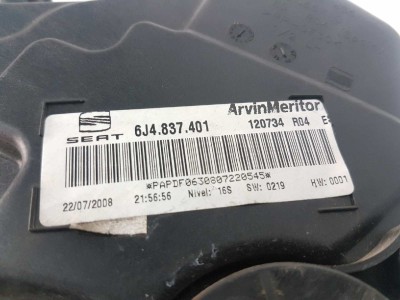 SEAT
6J4.837.401
ArvinMeritor
120734 R04
*PAPDF0630807220545*
22/07/2008 21:56:56 Nivel: 16S SW: 0219 HW: 0001